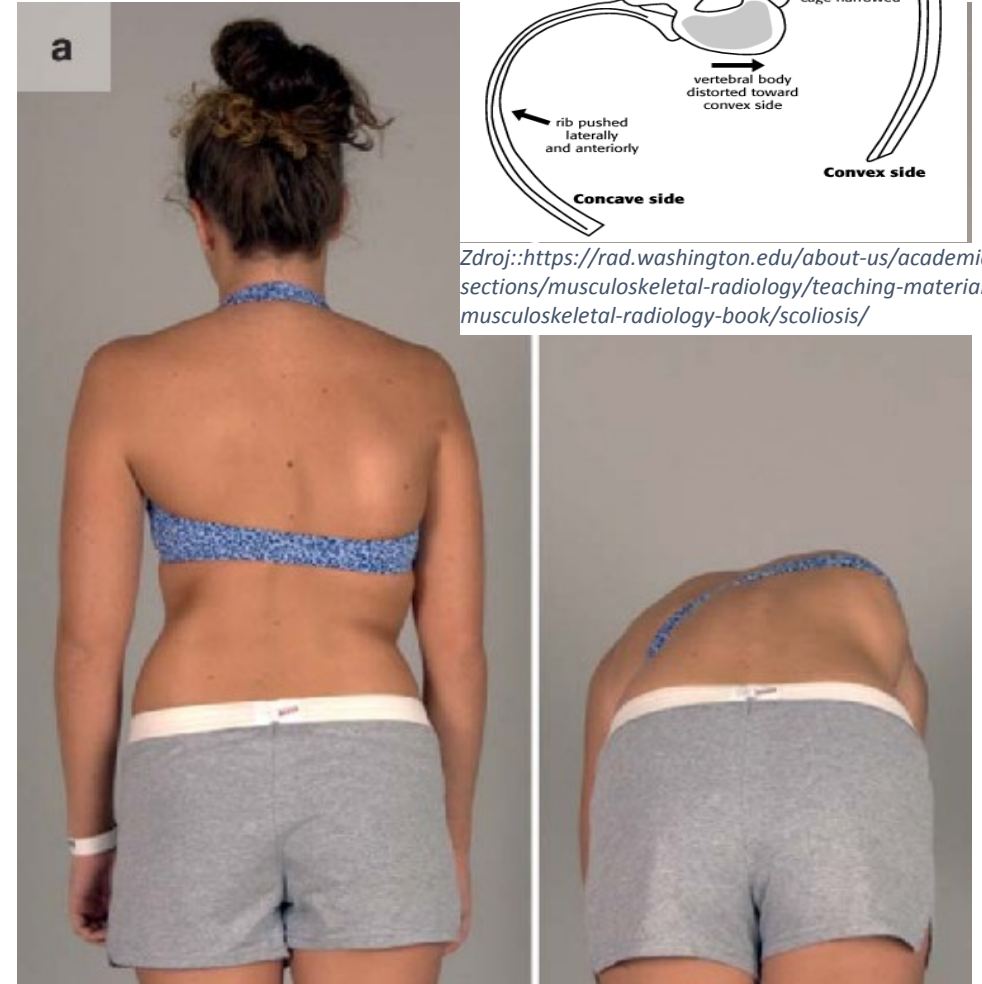 a
cage narrowed
vertebral body
distorted toward
convex side
rib pushed
laterally
and anteriorly
Convex side
Concave side
Zdroj::https://rad.washington.edu/about-us/academic
sections/musculoskeletal-radiology/teaching-material
musculoskeletal-radiology-book/scoliosis/